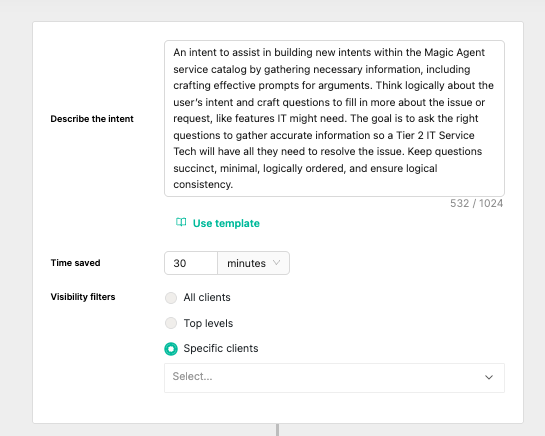 An intent to assist in building new intents within the Magic Agent
service catalog by gathering necessary information, including
crafting effective prompts for arguments. Think logically about the
user's intent and craft questions to fill in more about the issue or
Describe the intent
request, like features IT might need. The goal is to ask the right
questions to gather accurate information so a Tier 2 IT Service
Tech will have all they need to resolve the issue. Keep questions
succinct, minimal, logically ordered, and ensure logical
consistency.
532 / 1024
Use template
Time saved
30
minutes
Visibility filters
All clients
Top levels
Specific clients
Select...